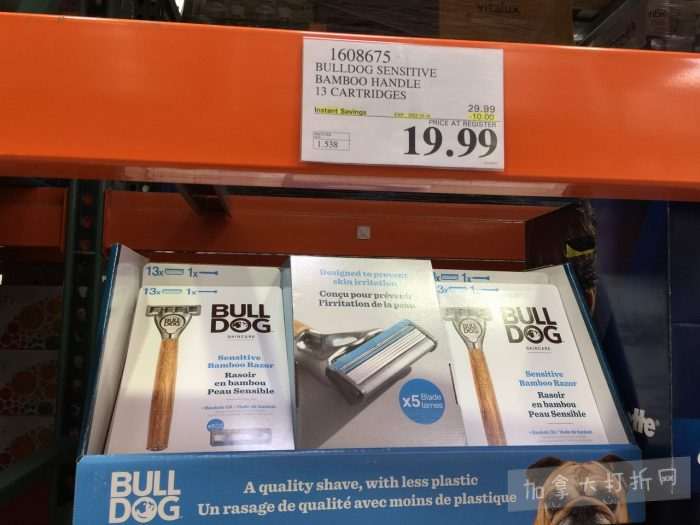 1608675
BULLDOG SENSITIVE
BAMBOO HANDLE
13 CARTRIDGES
29.99
Instant Savings
-10.00
PRICE AT REGISTER
19.99
1.538
13x 1x
13x 1x
BULL
DOG
SKINCARE
Sensitive
Bamboo Razor
Rasoir
en bambou
Peau Sensible
Designed to prevent
skin irritation
Conçu pour prévenir
l'irritation de la peau
x5 Blade
lames
13x 1x
BULL
DOG
SKINCARE
Sensitive
Bamboo Razor
Rasoir
en bambou
Peau Sensible
BULL
DOG
A quality shave, with less plastic
Un rasage de qualité avec moins de plastique
加拿大打折网